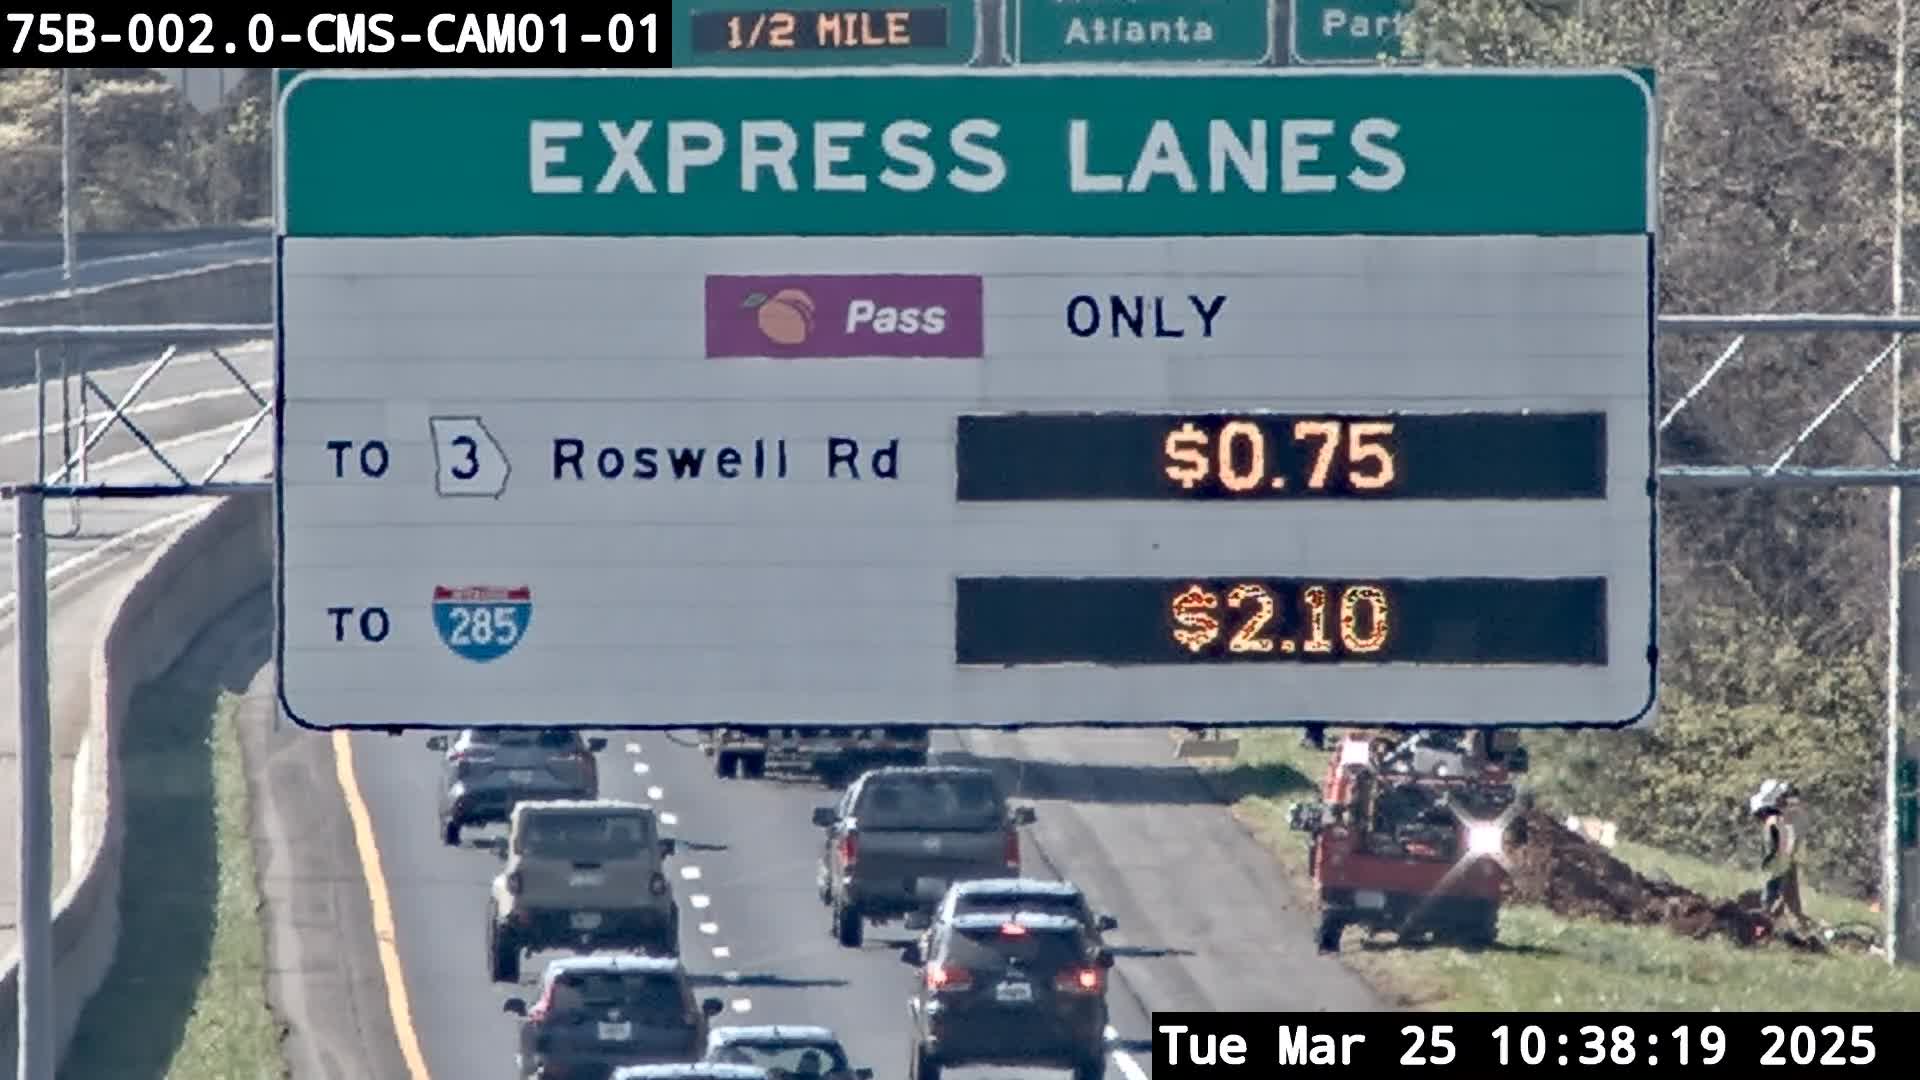 75B-002.0-CMS-CAM01-01
1/2 MILE
Atlanta
EXPRESS LANES
Pass ONLY
TO 3 Roswell Rd $0.75
TO 285 $2.10
Tue Mar 25 10:38:19 2025